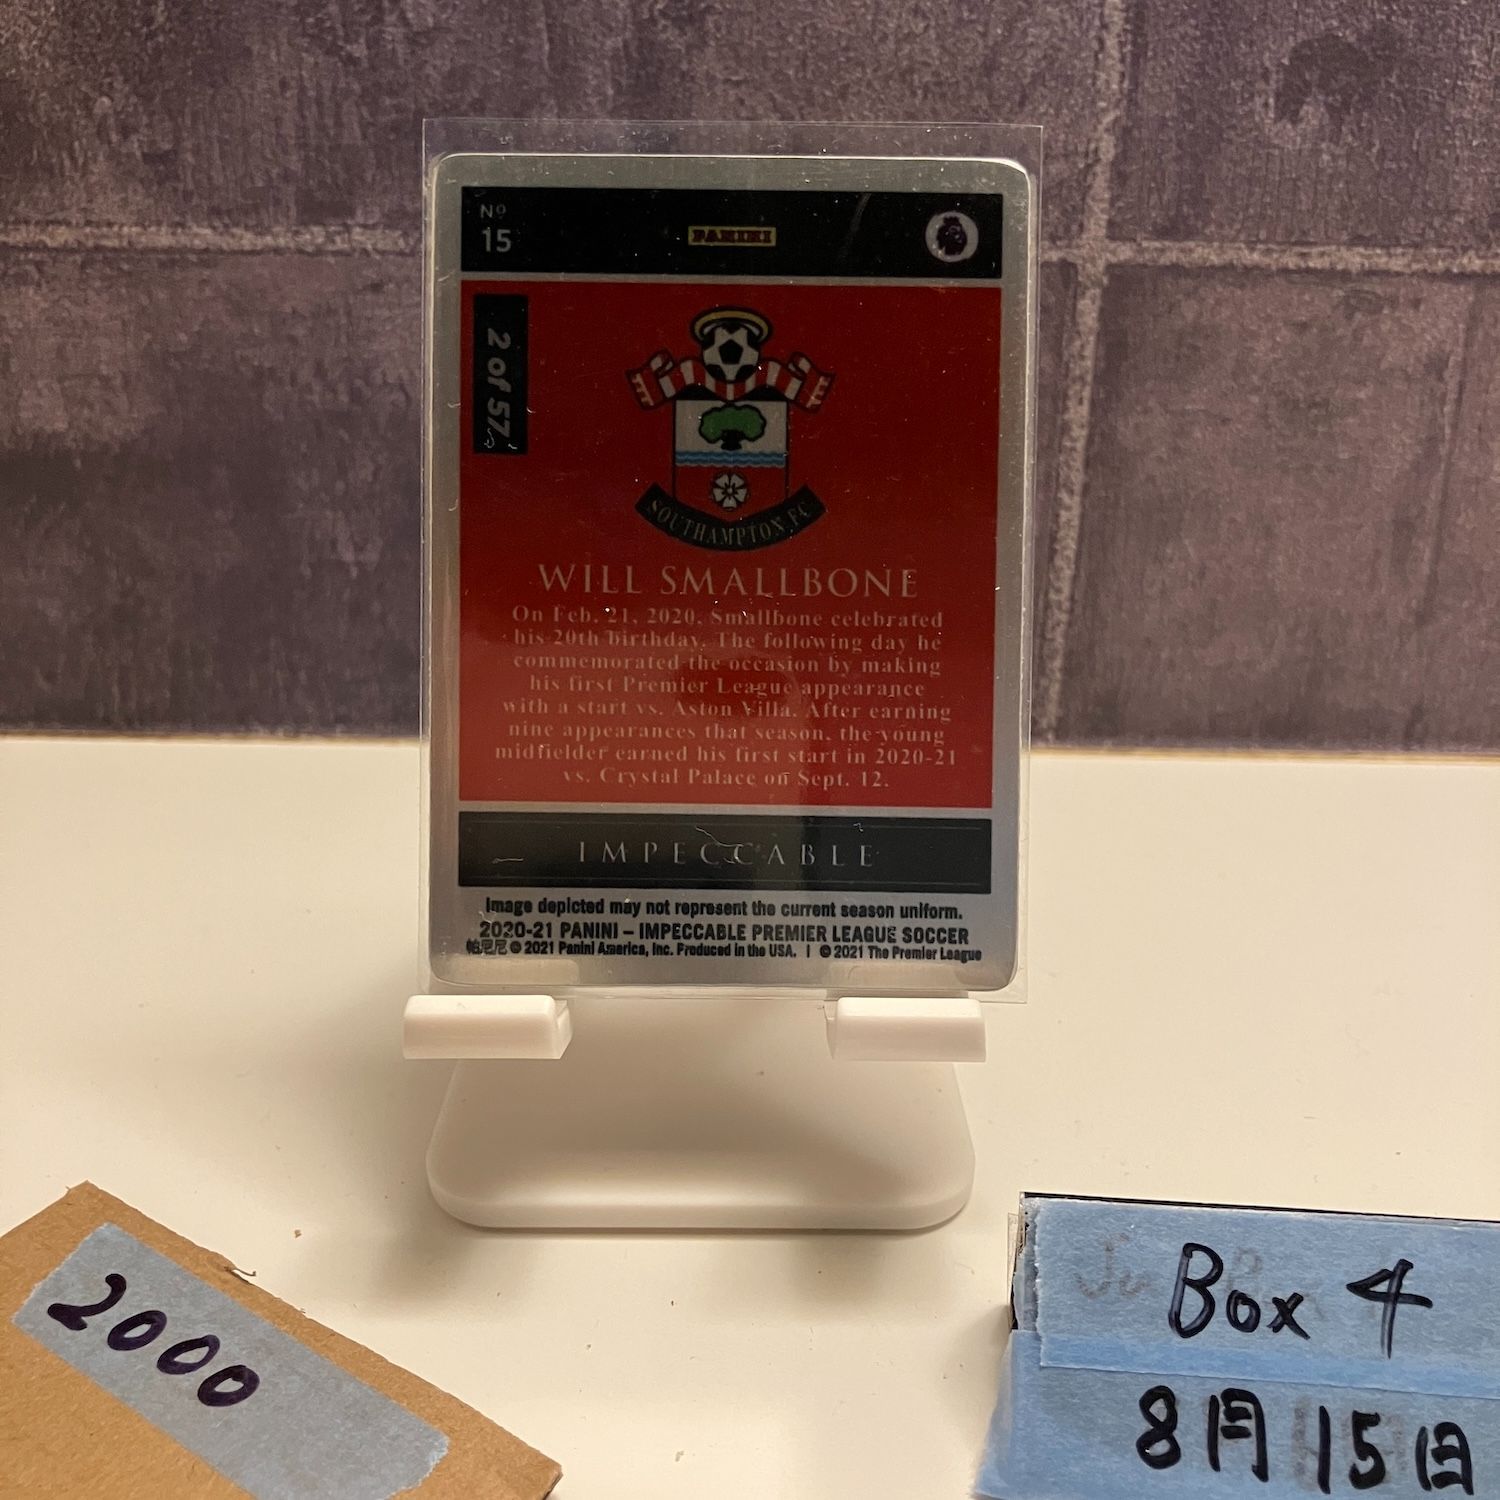 Nº
15
PANINI
2 of 57
SOUTHAMPTON FC
WILL SMALLBONE
On Feb. 21, 2020, Smallbone celebrated
his 20th birthday. The following day he
commemorated the occasion by making
his first Premier League appearance
with a start vs. Aston Villa. After earning
nine appearances that season, the young
midfielder earned his first start in 2020-21
vs. Crystal Palace on Sept. 12.
IMPECCABLE
Image depicted may not represent the current season uniform.
2020-21 PANINI – IMPECCABLE PREMIER LEAGUE SOCCER
帕尼尼 © 2021 Panini America, Inc. Produced in the USA. | © 2021 The Premier League
2000
Box 4
8月15日